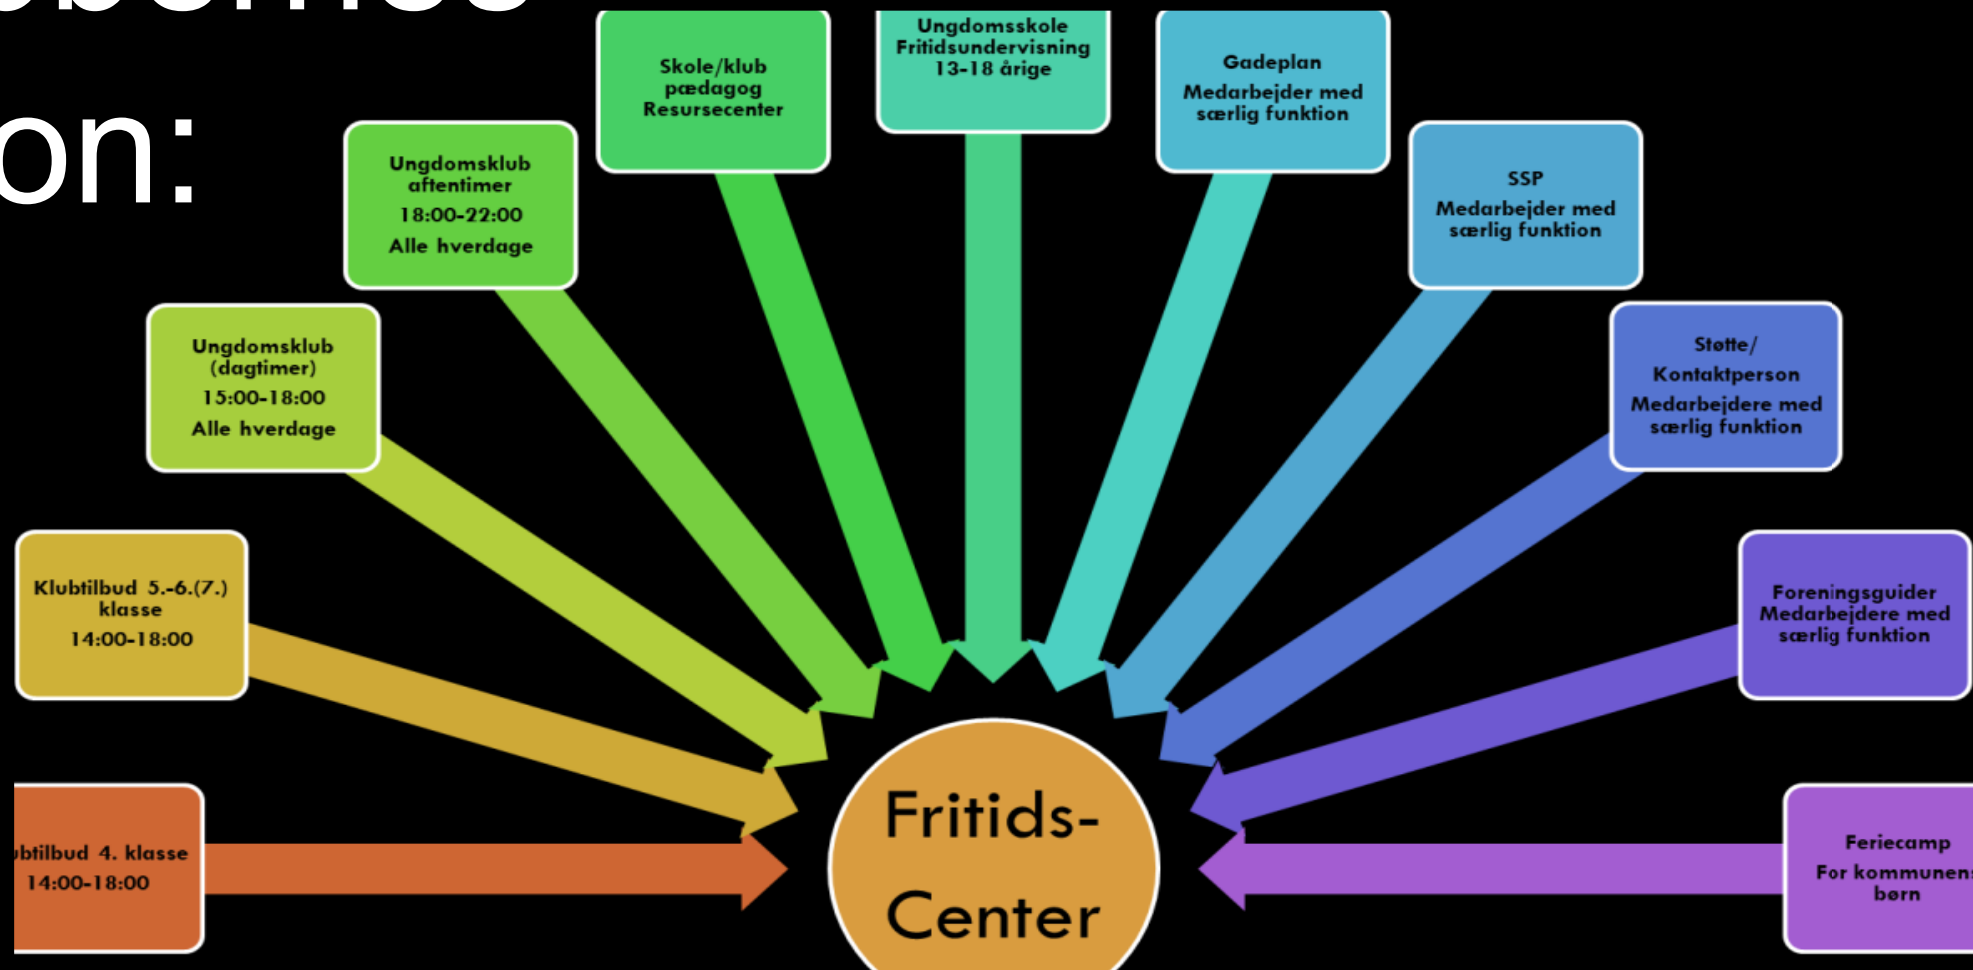 on:
Ungdomsskole
Fritidsundervisning
13-18 årige
Skole/klub
pædagog
Resursecenter
Gadeplan
Medarbejder med
særlig funktion
Ungdomsklub
aftentimer
18:00-22:00
Alle hverdage
SSP
Medarbejder med
særlig funktion
Ungdomsklub
(dagtimer)
15:00-18:00
Alle hverdage
Støtte/
Kontaktperson
Medarbejdere med
særlig funktion
Klubtilbud 5.-6.(7.)
klasse
14:00-18:00
Foreningsguider
Medarbejdere med
særlig funktion
ubtilbud 4. klasse
14:00-18:00
Feriecamp
For kommunens
børn
Fritids-
Center